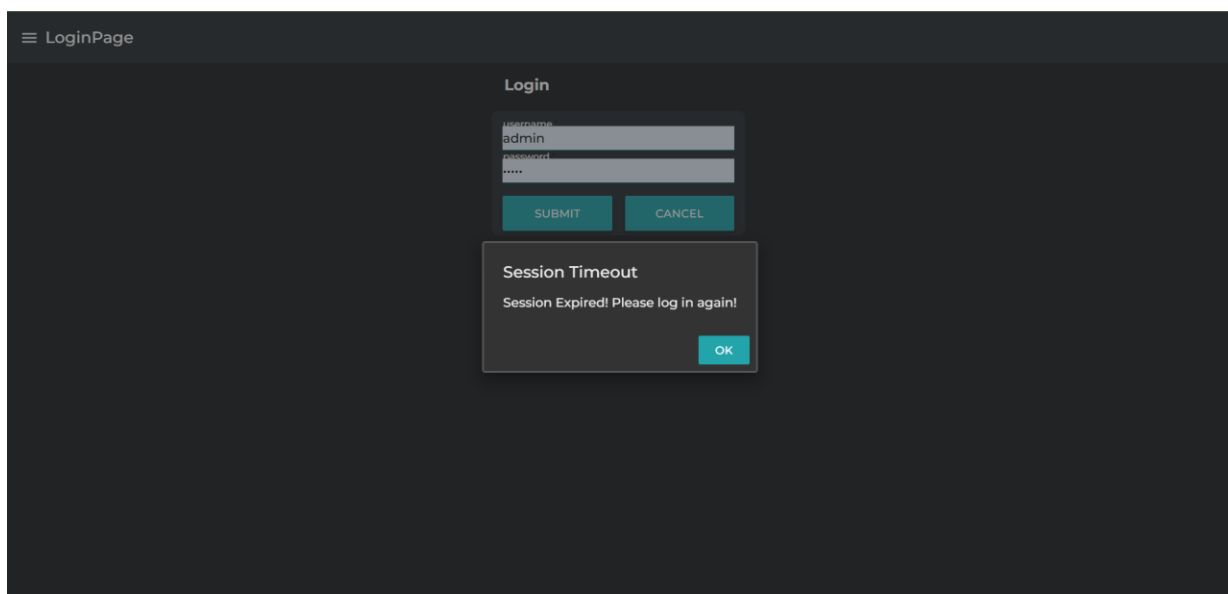 LoginPage
Login
username
admin
password
•••••
SUBMIT CANCEL
Session Timeout
Session Expired! Please log in again!
OK